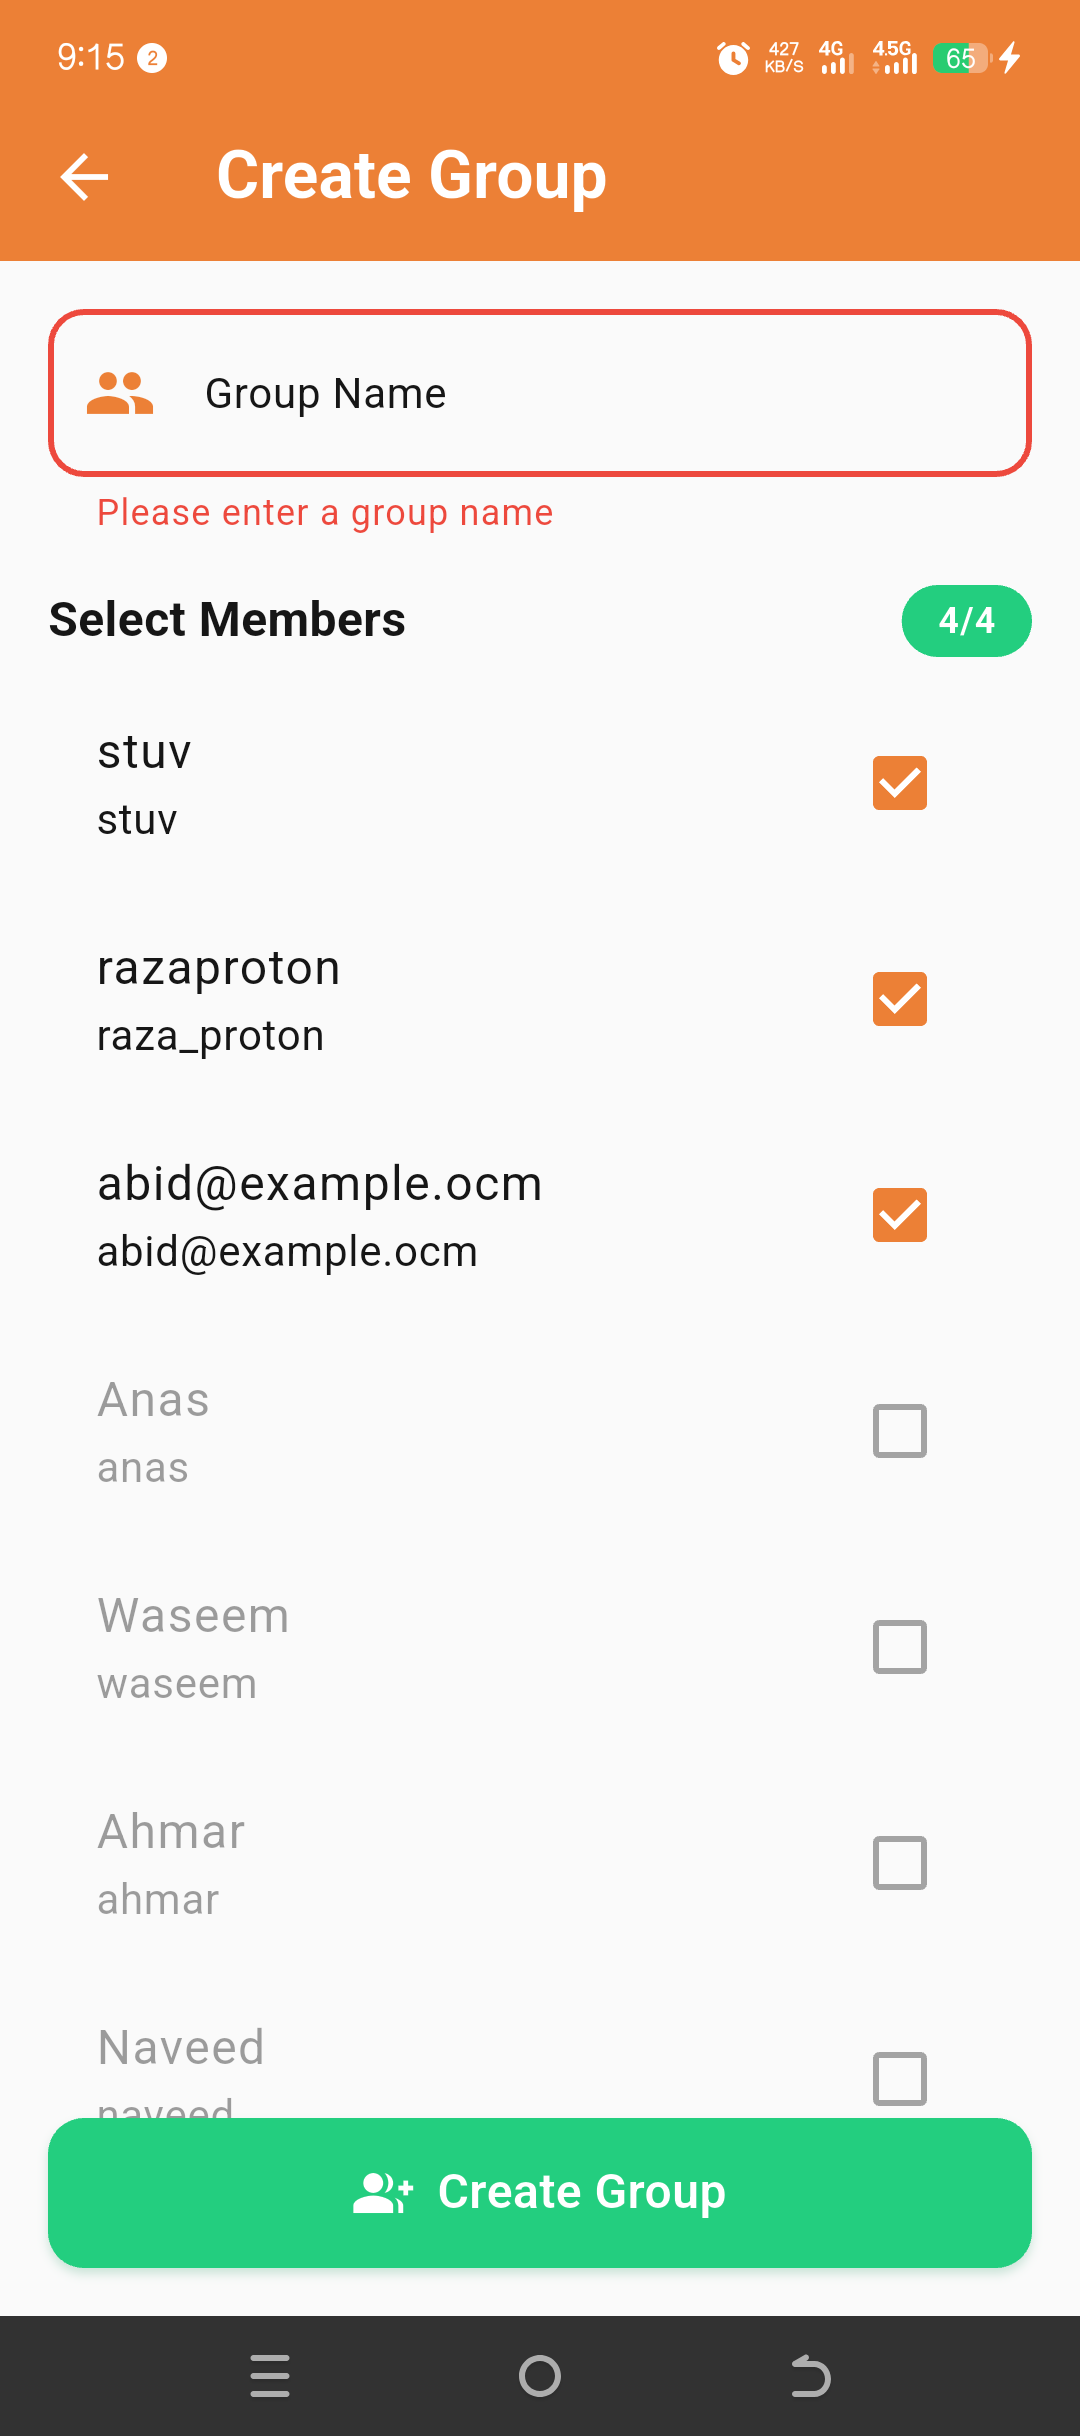 9:15 2 427 KB/S 4G 4.5G 65
Create Group
Group Name
Please enter a group name
Select Members 4/4
stuv
stuv
razaproton
raza_proton
abid@example.ocm
abid@example.ocm
Anas
anas
Waseem
waseem
Ahmar
ahmar
Naveed
naveed
Create Group